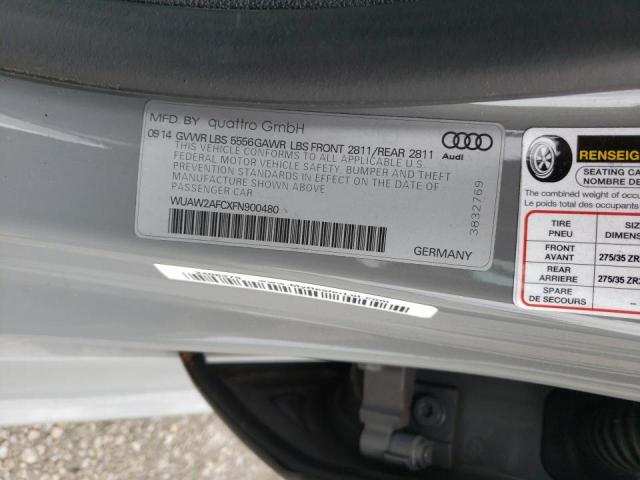 MFD. BY quattro GmbH
09 14 GVWR LBS 5556GAWR LBS FRONT 2811/REAR 2811
THIS VEHICLE CONFORMS TO ALL APPLICABLE U.S.
FEDERAL MOTOR VEHICLE SAFETY, BUMPER AND THEFT
PREVENTION STANDARDS IN EFFECT ON THE DATE OF
MANUFACTURE SHOWN ABOVE
PASSENGER CAR
WUAW2AFCXFN900480
Audi
3832769
GERMANY
RENSEIG
SEATING CA
NOMBRE D
The combined weight of occupants
Le poids total des occupants
TIRE
PNEU
SIZ
DIMENS
FRONT
AVANT
275/35 ZR
REAR
ARRIERE
275/35 ZR
SPARE
DE SECOURS
–